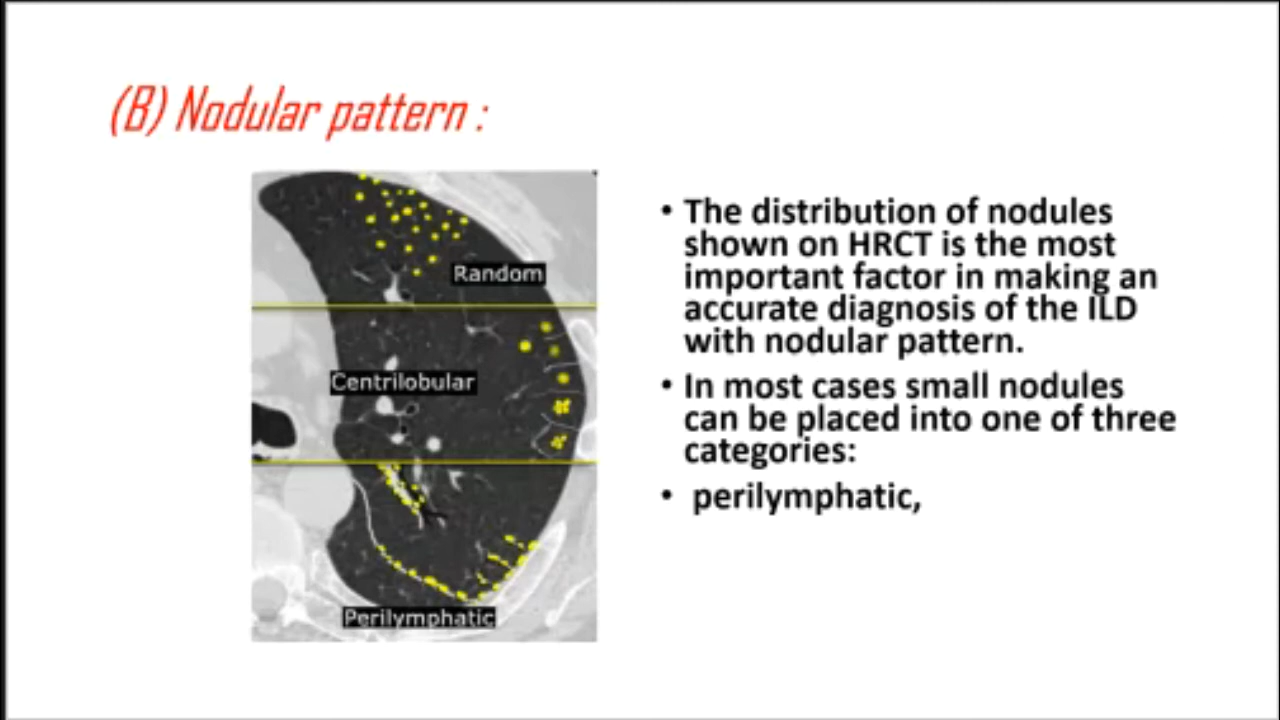 (B) Nodular pattern :
Random
Centrilobular
Perilymphatic
• The distribution of nodules
shown on HRCT is the most
important factor in making an
accurate diagnosis of the ILD
with nodular pattern.
• In most cases small nodules
can be placed into one of three
categories:
• perilymphatic,